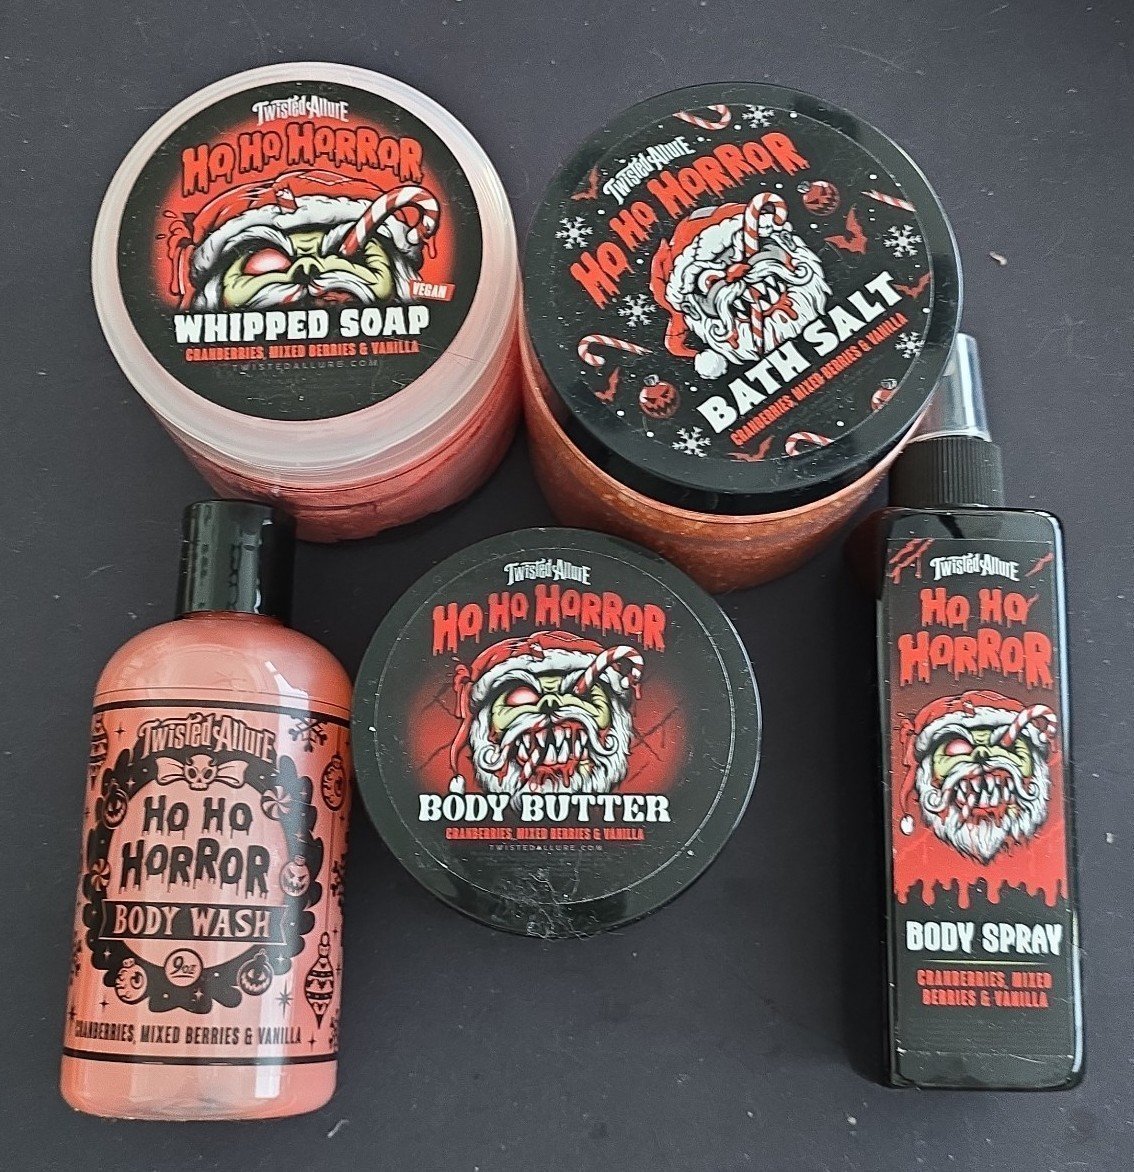 Twisted Allure
HO HO HORROR
VEGAN
WHIPPED SOAP
CRANBERRIES, MIXED BERRIES & VANILLA
TWISTEDALLURE.COM
Twisted Allure
HO HO HORROR
BATH SALT
CRANBERRIES, MIXED BERRIES & VANILLA
Twisted Allure
HO HO
HORROR
BODY WASH
9oz
CRANBERRIES, MIXED BERRIES & VANILLA
Twisted Allure
HO HO HORROR
BODY BUTTER
CRANBERRIES, MIXED BERRIES & VANILLA
TWISTEDALLURE.COM
Twisted Allure
HO HO
HORROR
BODY SPRAY
CRANBERRIES, MIXED
BERRIES & VANILLA